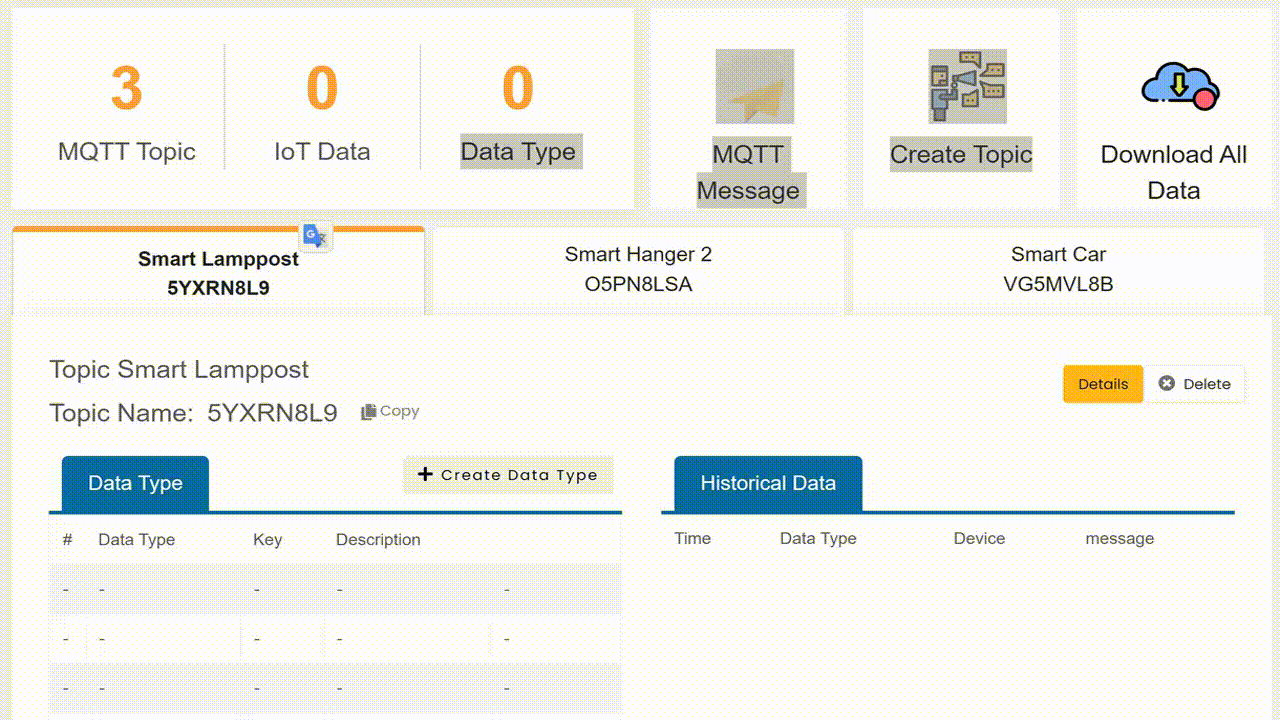 3
MQTT Topic
0
IoT Data
0
Data Type
MQTT
Message
Create Topic
Download All
Data
Smart Lamppost
5YXRN8L9
Smart Hanger 2
O5PN8LSA
Smart Car
VG5MVL8B
Topic Smart Lamppost
Details
Delete
Topic Name: 5YXRN8L9
Copy
Data Type
Create Data Type
# Data Type Key Description
- - - - -
- - - - -
- - - - -
Historical Data
Time Data Type Device message